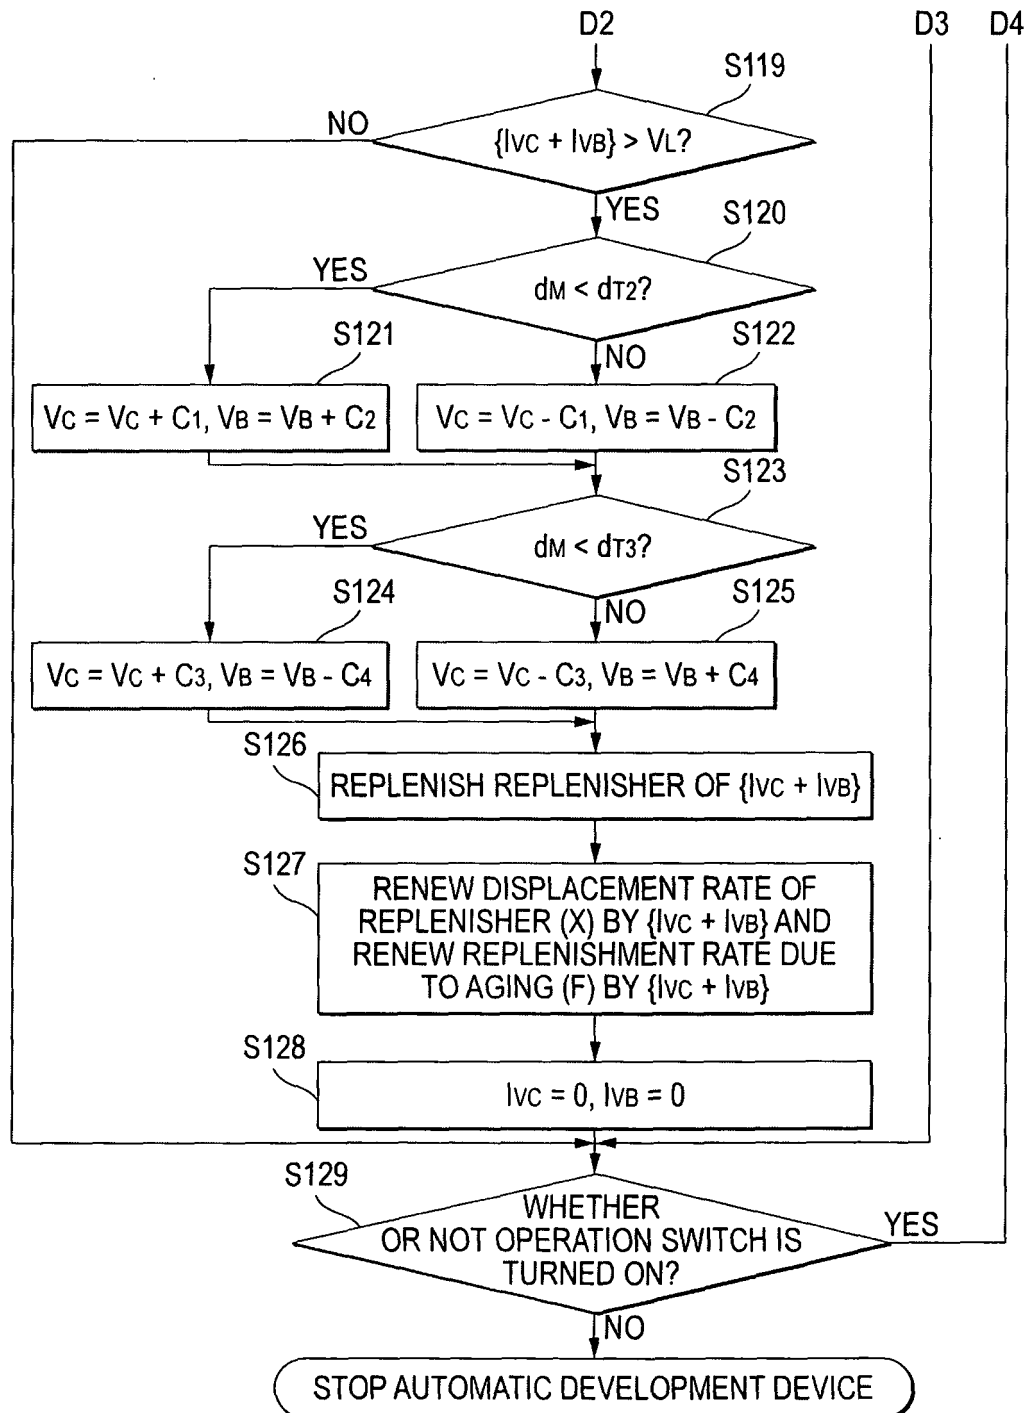 D2
D3
D4
S119
NO
{IVC + IVB} > VL?
YES
S120
YES
dM < dT2?
S121
NO
S122
VC = VC + C1, VB = VB + C2
VC = VC - C1, VB = VB - C2
S123
YES
dM < dT3?
S124
NO
S125
VC = VC + C3, VB = VB - C4
VC = VC - C3, VB = VB + C4
S126
REPLENISH REPLENISHER OF {IVC + IVB}
S127
RENEW DISPLACEMENT RATE OF
REPLENISHER (X) BY {IVC + IVB} AND
RENEW REPLENISHMENT RATE DUE
TO AGING (F) BY {IVC + IVB}
S128
IVC = 0, IVB = 0
S129
WHETHER
OR NOT OPERATION SWITCH IS
TURNED ON?
YES
NO
STOP AUTOMATIC DEVELOPMENT DEVICE